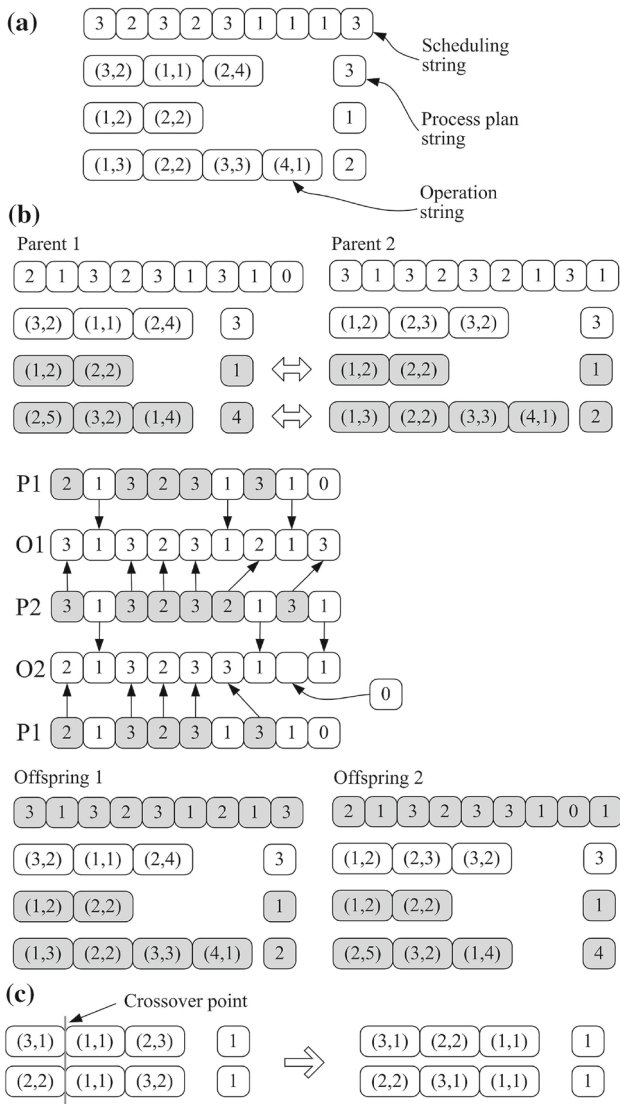 (a)
3 2 3 2 3 1 1 1 3
Scheduling string
(3,2) (1,1) (2,4) 3
Process plan string
(1,2) (2,2) 1
(1,3) (2,2) (3,3) (4,1) 2
Operation string
(b)
Parent 1
2 1 3 2 3 1 3 1 0
(3,2) (1,1) (2,4) 3
(1,2) (2,2) 1
(2,5) (3,2) (1,4) 4
Parent 2
3 1 3 2 3 2 1 3 1
(1,2) (2,3) (3,2) 3
(1,2) (2,2) 1
(1,3) (2,2) (3,3) (4,1) 2
P1 2 1 3 2 3 1 3 1 0
O1 3 1 3 2 3 1 2 1 3
P2 3 1 3 2 3 2 1 3 1
O2 2 1 3 2 3 3 1 1
0
P1 2 1 3 2 3 1 3 1 0
Offspring 1
3 1 3 2 3 1 2 1 3
(3,2) (1,1) (2,4) 3
(1,2) (2,2) 1
(1,3) (2,2) (3,3) (4,1) 2
Offspring 2
2 1 3 2 3 3 1 0 1
(1,2) (2,3) (3,2) 3
(1,2) (2,2) 1
(2,5) (3,2) (1,4) 4
(c)
Crossover point
(3,1) (1,1) (2,3) 1
(2,2) (1,1) (3,2) 1
(3,1) (2,2) (1,1) 1
(2,2) (3,1) (1,1) 1